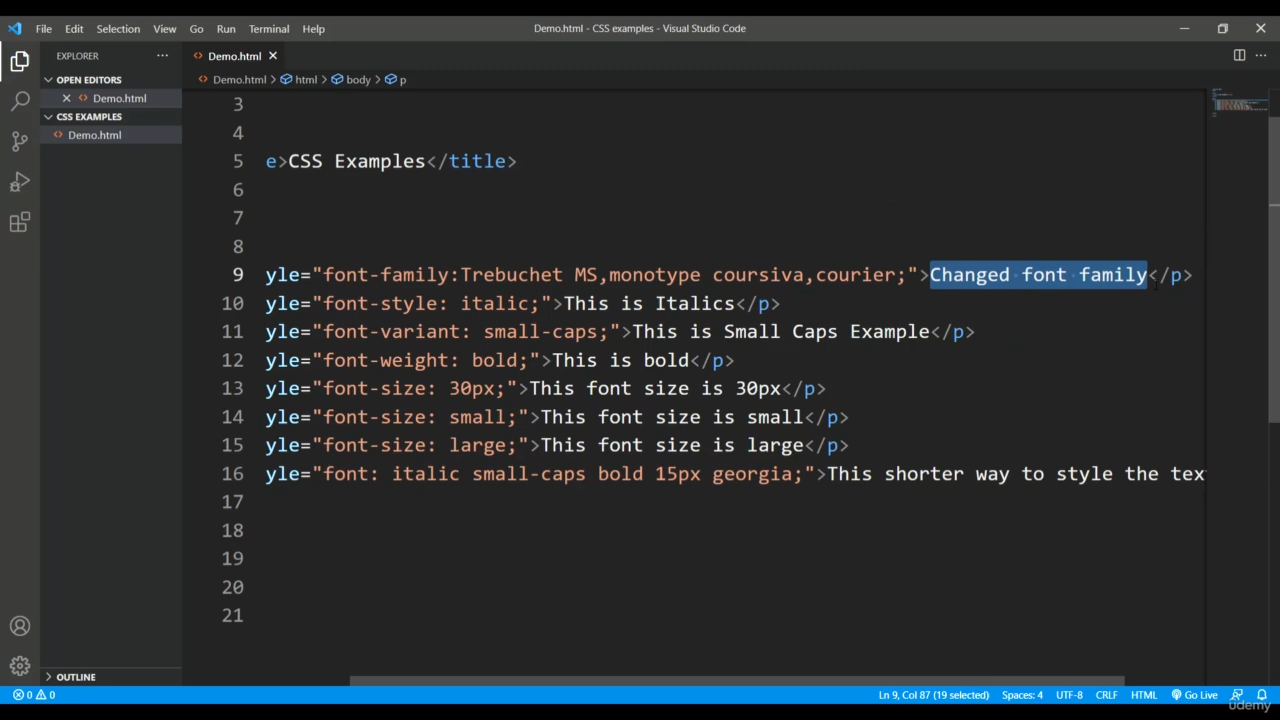 File Edit Selection View Go Run Terminal Help
Demo.html - CSS examples - Visual Studio Code
EXPLORER
Demo.html
OPEN EDITORS
Demo.html > html > body > p
Demo.html
CSS EXAMPLES
Demo.html
3
4
5 e>CSS Examples</title>
6
7
8
9 yle="font-family:Trebuchet MS,monotype coursiva,courier;">Changed font family</p>
10 yle="font-style: italic;">This is Italics</p>
11 yle="font-variant: small-caps;">This is Small Caps Example</p>
12 yle="font-weight: bold;">This is bold</p>
13 yle="font-size: 30px;">This font size is 30px</p>
14 yle="font-size: small;">This font size is small</p>
15 yle="font-size: large;">This font size is large</p>
16 yle="font: italic small-caps bold 15px georgia;">This shorter way to style the tex
17
18
19
20
21
OUTLINE
0 0
Ln 9, Col 87 (19 selected) Spaces: 4 UTF-8 CRLF HTML Go Live
udemy